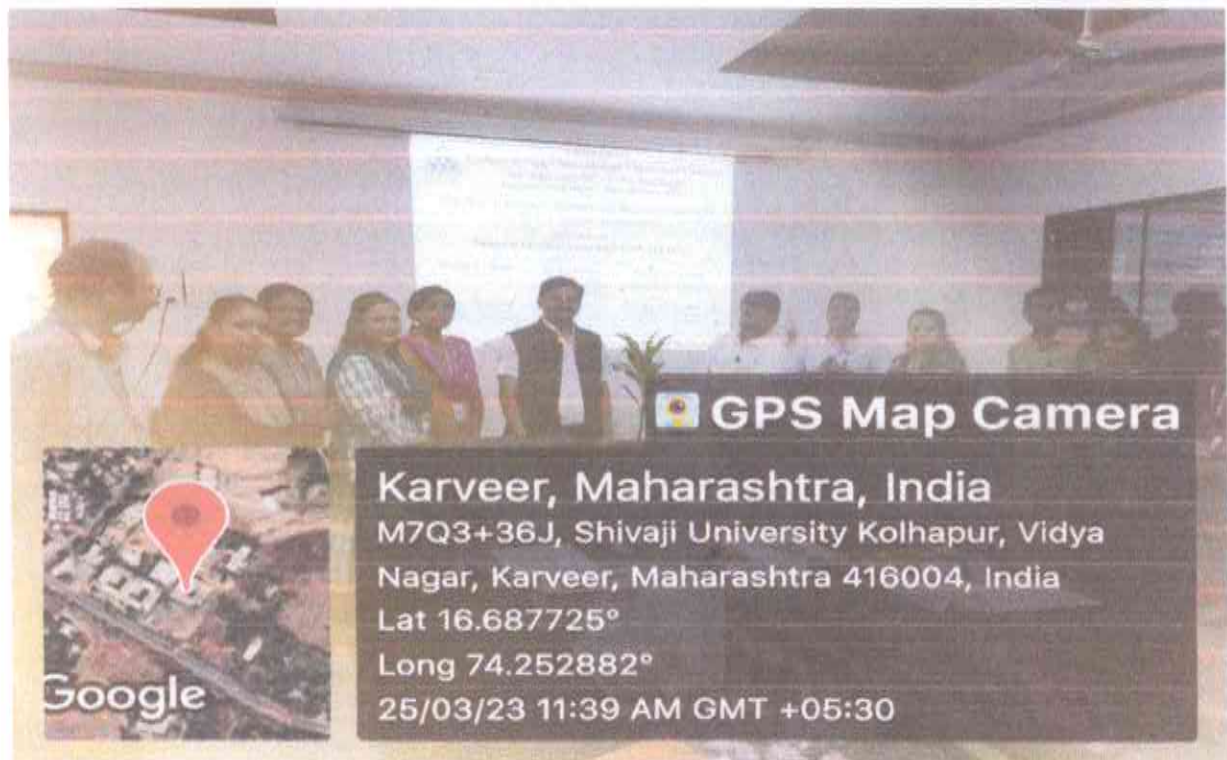 GPS Map Camera
Karveer, Maharashtra, India
M7Q3+36J, Shivaji University Kolhapur, Vidya
Nagar, Karveer, Maharashtra 416004, India
Lat 16.687725°
Long 74.252882°
25/03/23 11:39 AM GMT +05:30
Google